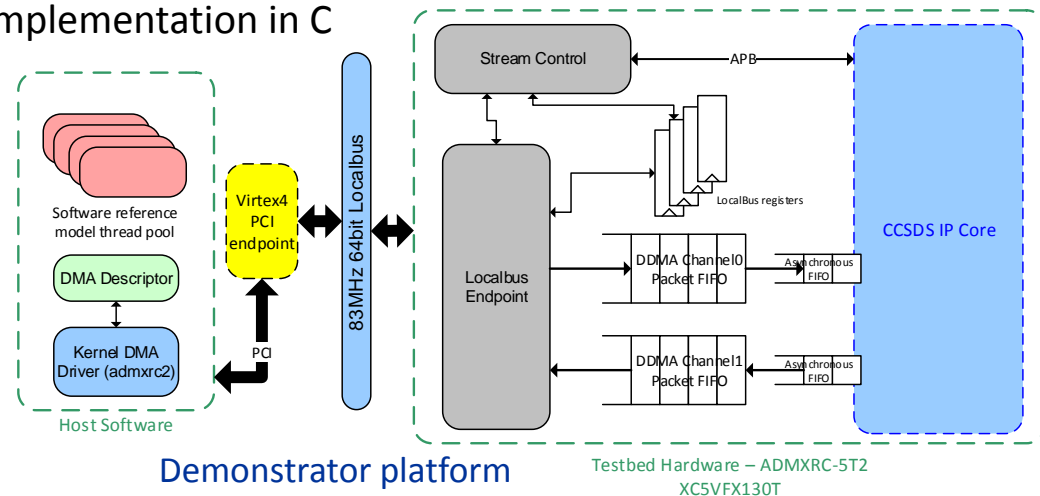 mplementation in C
Software reference
model thread pool
DMA Descriptor
Kernel DMA
Driver (admxrc2)
Host Software
Virtex4
PCI
endpoint
PCI
83MHz 64bit Localbus
Stream Control
APB
LocalBus registers
Localbus
Endpoint
DDMA Channel0
Packet FIFO
Asynchronous
FIFO
DDMA Channel1
Packet FIFO
Asynchronous
FIFO
CCSDS IP Core
Demonstrator platform
Testbed Hardware – ADMXRC-5T2
XC5VFX130T